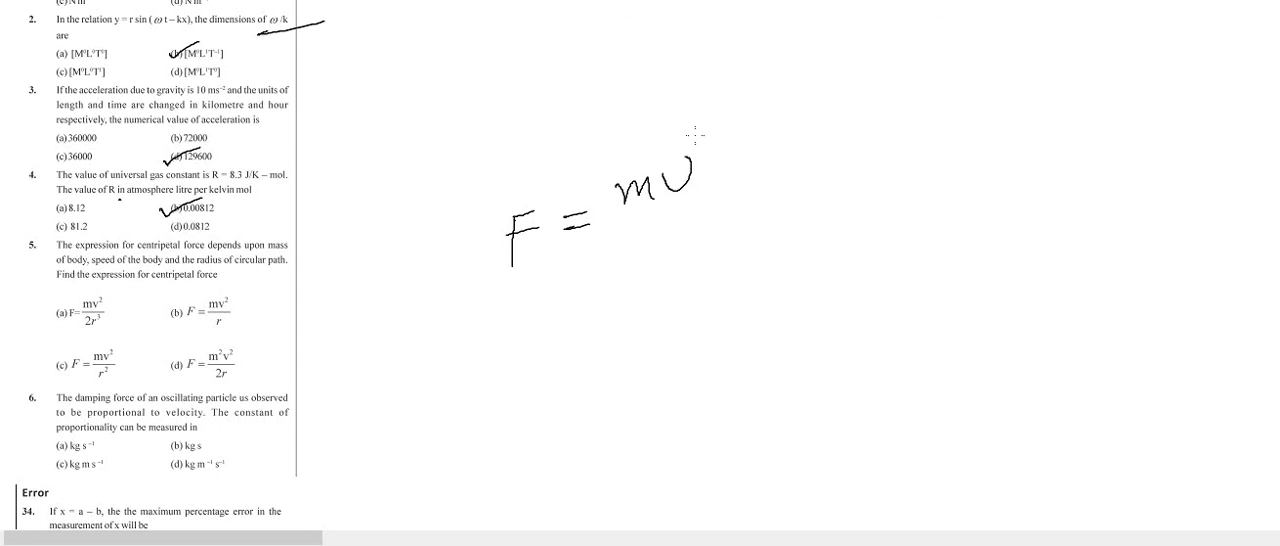 2. In the relation y = r sin ( ω t – kx), the dimensions of ω /k
are
(a) [M⁰L⁰T⁰] (b) [M⁰L¹T⁻¹]
(c) [M⁰L⁰T¹] (d) [M⁰L¹T⁰]
3. If the acceleration due to gravity is 10 ms⁻² and the units of
length and time are changed in kilometre and hour
respectively, the numerical value of acceleration is
(a) 360000 (b) 72000
(c) 36000 (d) 129600
4. The value of universal gas constant is R = 8.3 J/K – mol.
The value of R in atmosphere litre per kelvin mol
(a) 8.12 (b) 0.00812
(c) 81.2 (d) 0.0812
5. The expression for centripetal force depends upon mass
of body, speed of the body and the radius of circular path.
Find the expression for centripetal force
(a) F= mv²/2r³ (b) F = mv²/r
(c) F = mv²/r² (d) F = m²v²/2r
6. The damping force of an oscillating particle us observed
to be proportional to velocity. The constant of
proportionality can be measured in
(a) kg s⁻¹ (b) kg s
(c) kg m s⁻¹ (d) kg m⁻¹ s⁻¹
Error
34. If x = a – b, the the maximum percentage error in the
measurement of x will be
F = mv